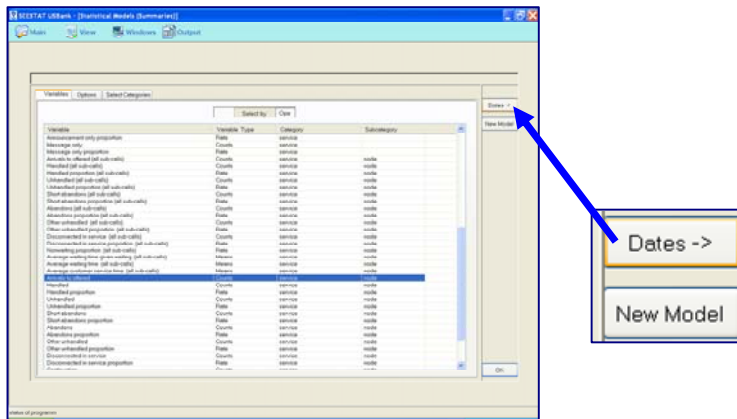 SEESTAT USBank - [Statistical Models (Summaries)]
Main View Windows Output
Variables Options Select Categories
Dates ->
Select by Ope
New Model
Variable Variable Type Category Subcategory
Announcement only proportion Rate service
Message only Counts service
Message only proportion Rate service
Arrivals to offered (all sub-calls) Counts service node
Handled (all sub-calls) Counts service node
Handled proportion (all sub-calls) Rate service node
Unhandled (all sub-calls) Counts service node
Unhandled proportion (all sub-calls) Rate service node
Short abandons (all sub-calls) Counts service node
Short abandons proportion (all sub-calls) Rate service node
Abandons (all sub-calls) Counts service node
Abandons proportion (all sub-calls) Rate service node
Other unhandled (all sub-calls) Counts service node
Other unhandled proportion (all sub-calls) Rate service node
Disconnected in service (all sub-calls) Counts service node
Disconnected in service proportion (all sub-calls) Rate service node
Nonwaiting proportion (all sub-calls) Rate service node
Average waiting time given waiting (all sub-calls) Means service node
Average waiting time (all sub-calls) Means service node
Average customer service time (all sub-calls) Means service node
Arrivals to offered Counts service node
Handled Counts service node
Handled proportion Rate service node
Unhandled Counts service node
Unhandled proportion Rate service node
Short abandons Counts service node
Short abandons proportion Rate service node
Abandons Counts service node
Abandons proportion Rate service node
Other unhandled Counts service node
Other unhandled proportion Rate service node
Disconnected in service Counts service node
Disconnected in service proportion Rate service node
OK
status of programm
Dates ->
New Model